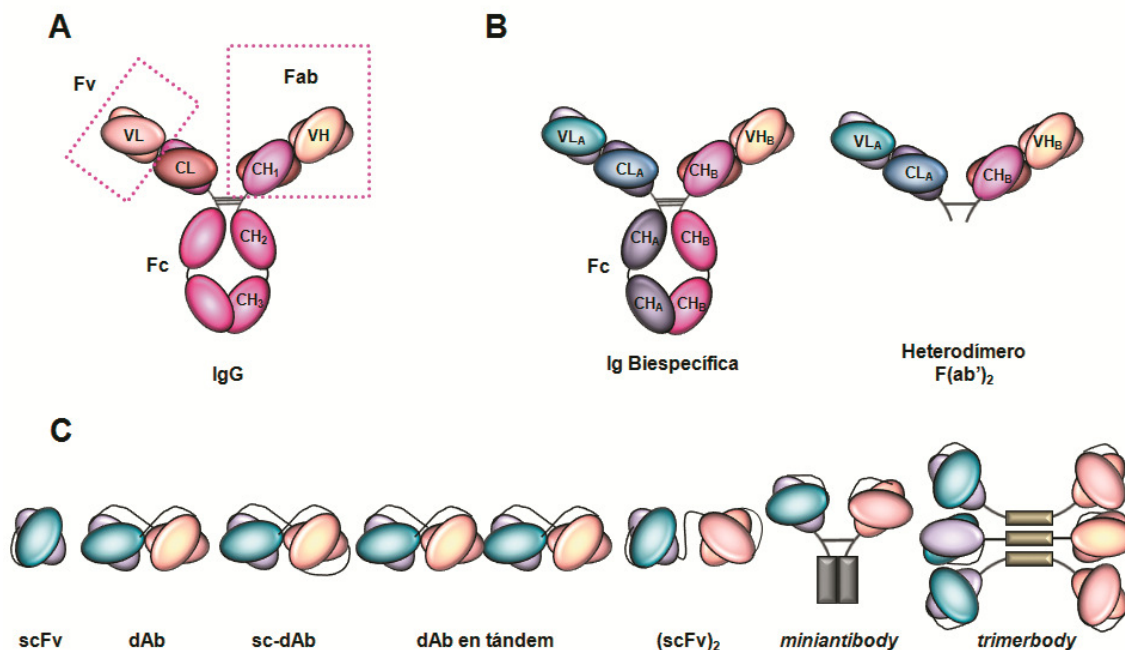 A
B
Fv
Fab
VL
VH
CL
CH1
Fc
CH2
CH3
IgG
VLA
VHB
CLA
CHB
Fc
CHA
CHB
CHA
CHB
Ig Biespecífica
VLA
VHB
CLA
CHB
Heterodímero
F(ab')2
C
scFv
dAb
sc-dAb
dAb en tándem
(scFv)2
miniantibody
trimerbody